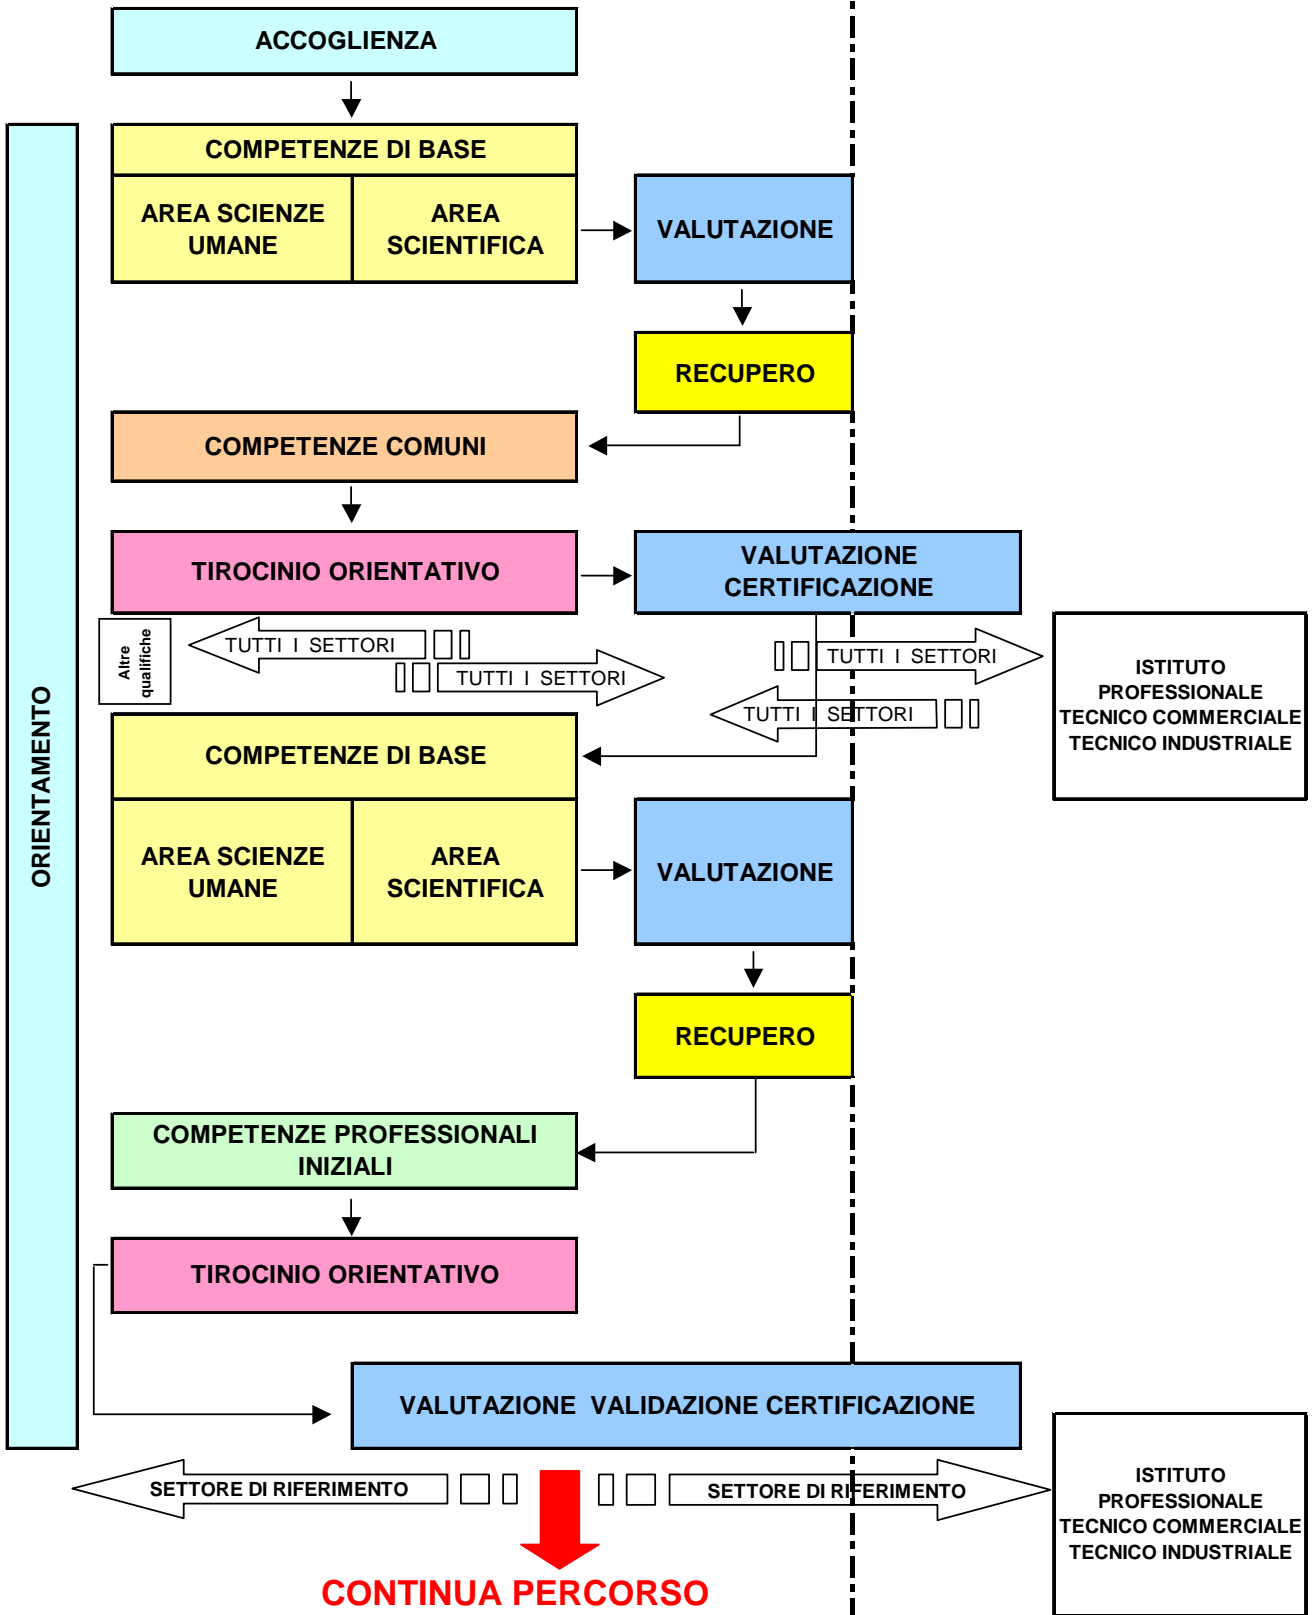 ACCOGLIENZA
ORIENTAMENTO
COMPETENZE DI BASE
AREA SCIENZE
UMANE
AREA
SCIENTIFICA
VALUTAZIONE
RECUPERO
COMPETENZE COMUNI
TIROCINIO ORIENTATIVO
VALUTAZIONE
CERTIFICAZIONE
Altre
qualifiche
TUTTI I SETTORI
TUTTI I SETTORI
TUTTI I SETTORI
TUTTI I SETTORI
ISTITUTO
PROFESSIONALE
TECNICO COMMERCIALE
TECNICO INDUSTRIALE
COMPETENZE DI BASE
AREA SCIENZE
UMANE
AREA
SCIENTIFICA
VALUTAZIONE
RECUPERO
COMPETENZE PROFESSIONALI
INIZIALI
TIROCINIO ORIENTATIVO
VALUTAZIONE VALIDAZIONE CERTIFICAZIONE
SETTORE DI RIFERIMENTO
SETTORE DI RIFERIMENTO
ISTITUTO
PROFESSIONALE
TECNICO COMMERCIALE
TECNICO INDUSTRIALE
CONTINUA PERCORSO